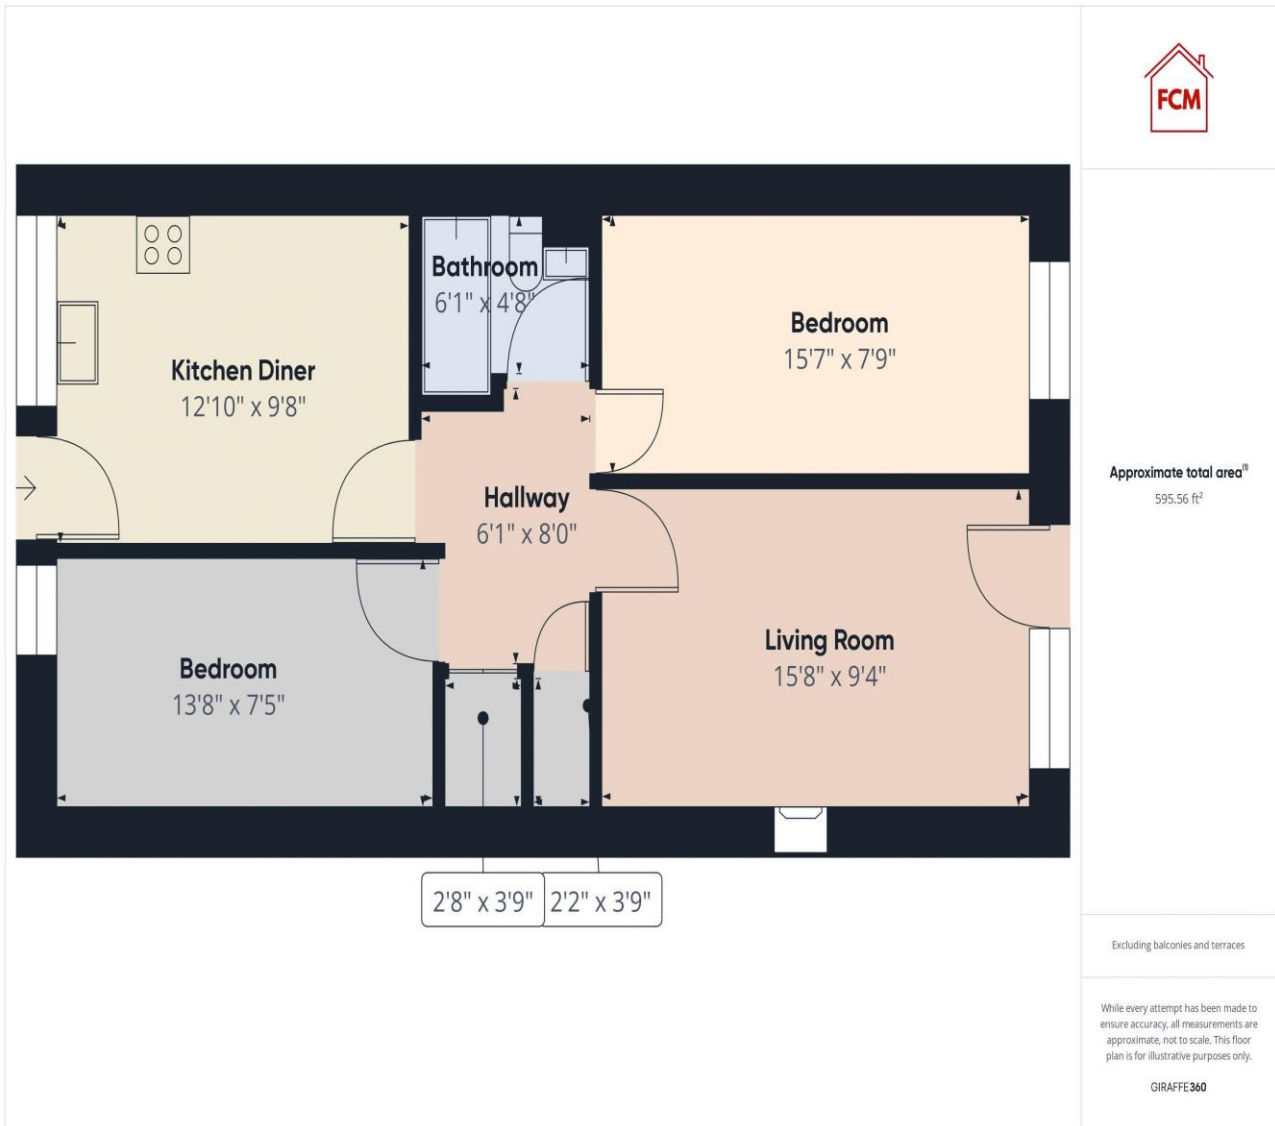 FCM
Kitchen Diner
12'10" x 9'8"
Bathroom
6'1" x 4'8"
Bedroom
15'7" x 7'9"
Hallway
6'1" x 8'0"
Bedroom
13'8" x 7'5"
Living Room
15'8" x 9'4"
2'8" x 3'9"
2'2" x 3'9"
Approximate total area⁽¹⁾
595.56 ft²
Excluding balconies and terraces
While every attempt has been made to
ensure accuracy, all measurements are
approximate, not to scale. This floor
plan is for illustrative purposes only.
GIRAFFE360